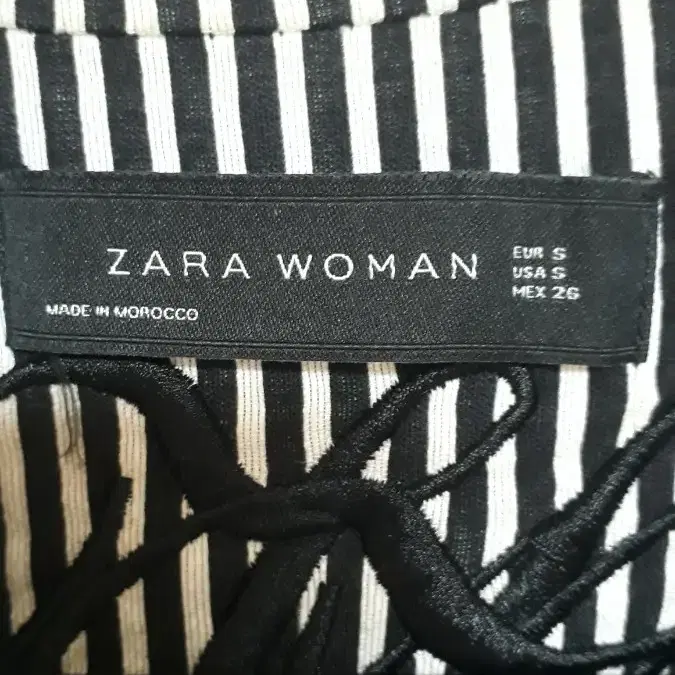 ZARA WOMAN
EUR S
USA S
MEX 26
MADE IN MOROCCO